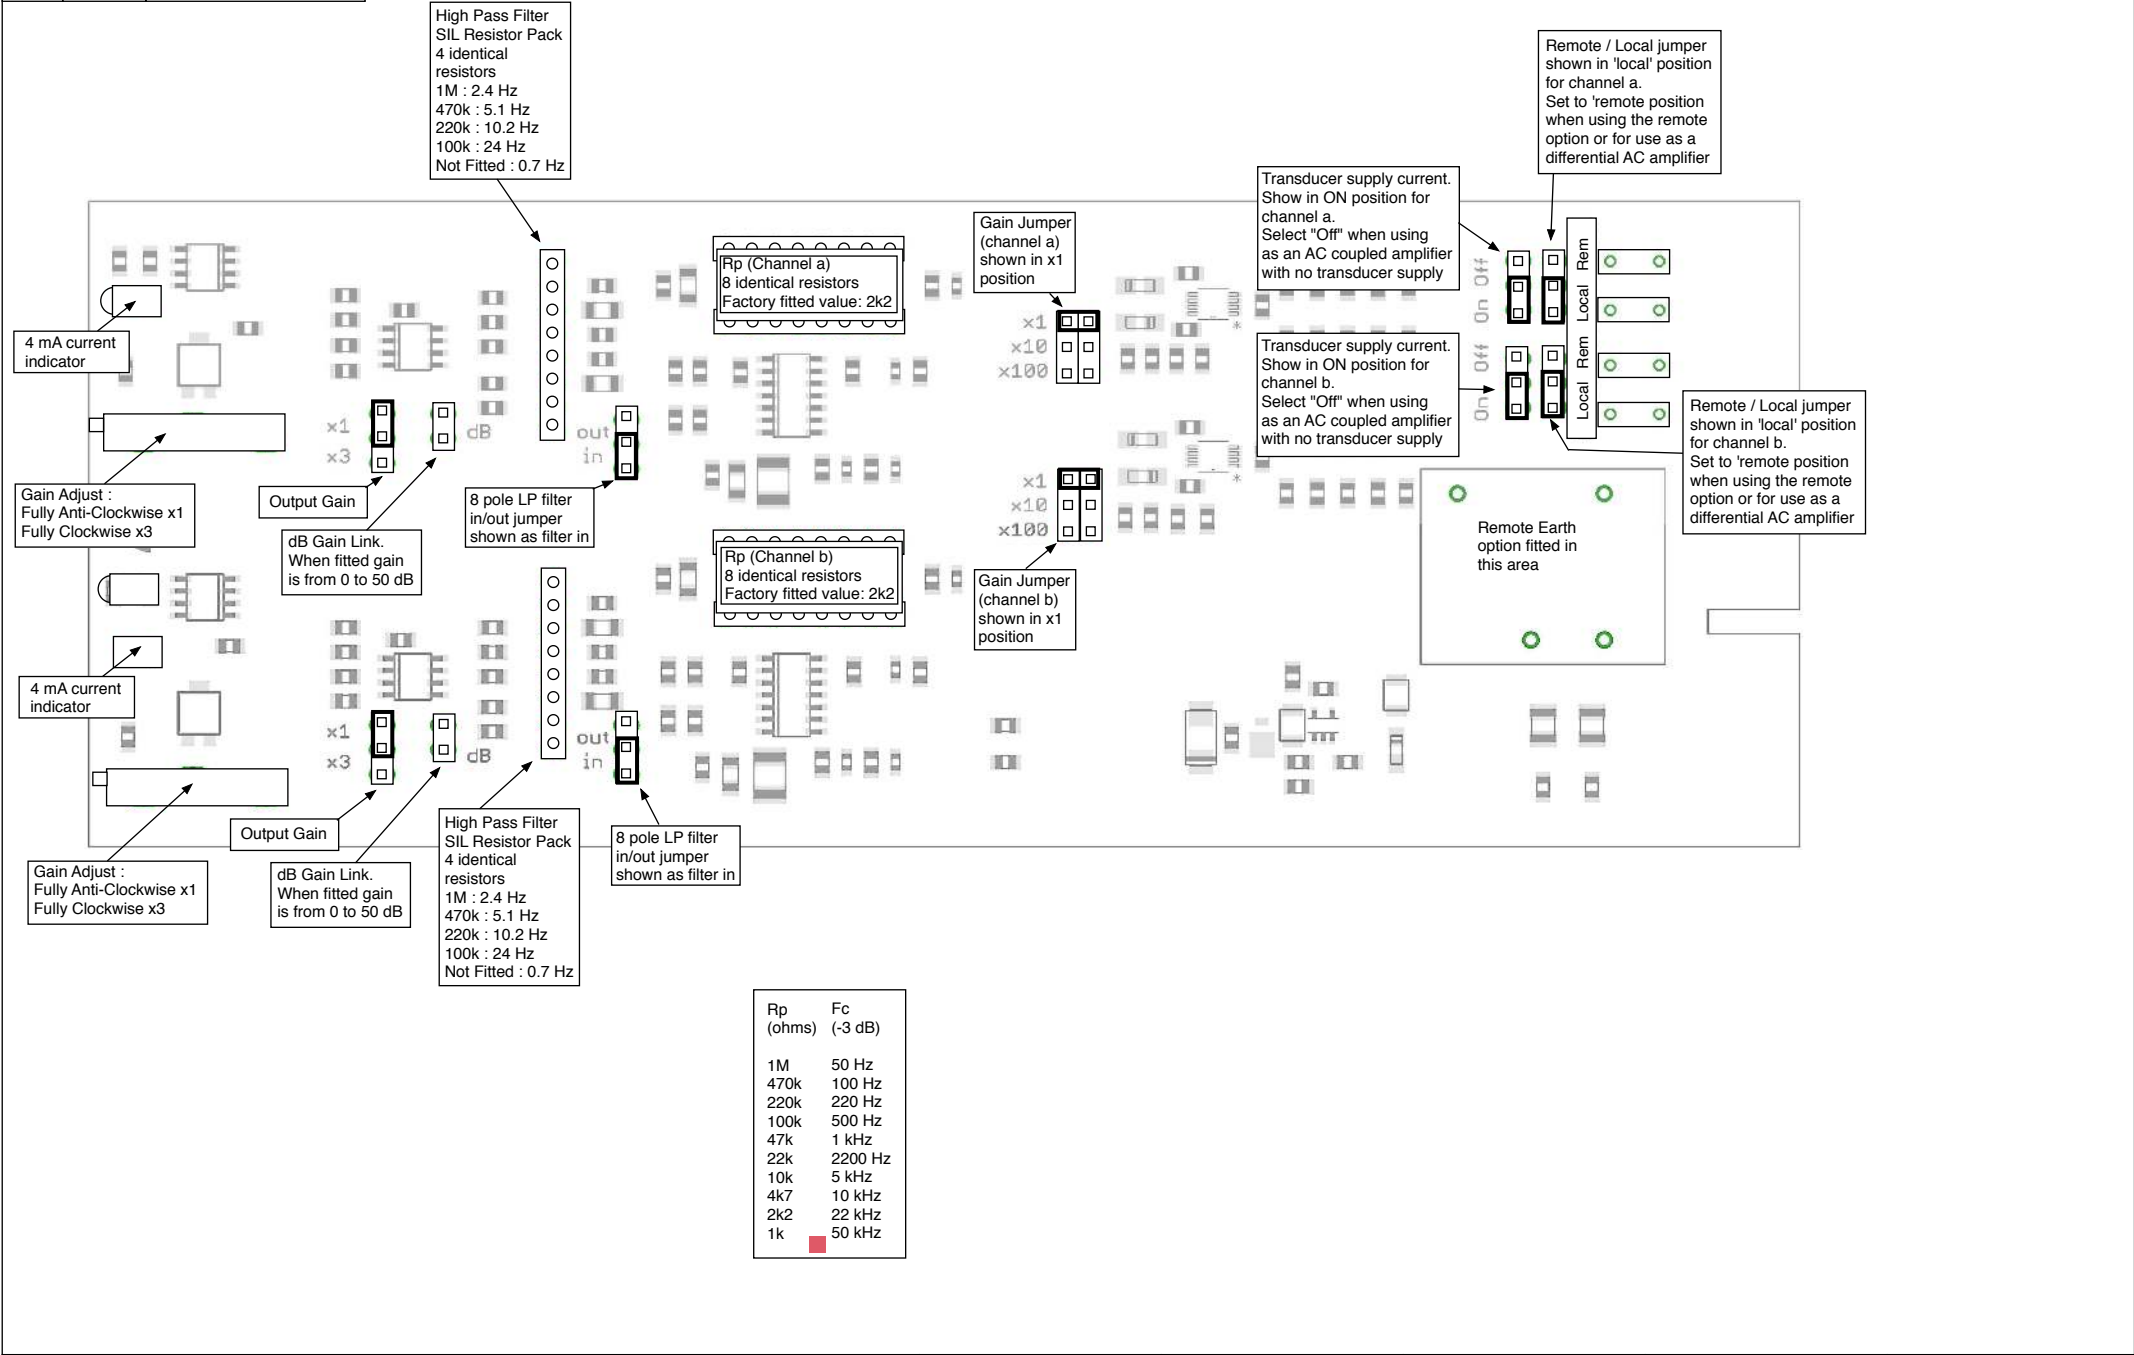 High Pass Filter
SIL Resistor Pack
4 identical
resistors
1M : 2.4 Hz
470k : 5.1 Hz
220k : 10.2 Hz
100k : 24 Hz
Not Fitted : 0.7 Hz
Remote / Local jumper
shown in 'local' position
for channel a.
Set to 'remote position
when using the remote
option or for use as a
differential AC amplifier
Transducer supply current.
Show in ON position for
channel a.
Select "Off" when using
as an AC coupled amplifier
with no transducer supply
Gain Jumper
(channel a)
shown in x1
position
Rp (Channel a)
8 identical resistors
Factory fitted value: 2k2
Off
On
Rem
Local
x1
x10
x100
*
4 mA current
indicator
Transducer supply current.
Show in ON position for
channel b.
Select "Off" when using
as an AC coupled amplifier
with no transducer supply
Off
On
Rem
Local
Remote / Local jumper
shown in 'local' position
for channel b.
Set to 'remote position
when using the remote
option or for use as a
differential AC amplifier
x1
x3
dB
out
in
Gain Adjust :
Fully Anti-Clockwise x1
Fully Clockwise x3
Output Gain
dB Gain Link.
When fitted gain
is from 0 to 50 dB
8 pole LP filter
in/out jumper
shown as filter in
x1
x10
x100
*
Remote Earth
option fitted in
this area
Rp (Channel b)
8 identical resistors
Factory fitted value: 2k2
Gain Jumper
(channel b)
shown in x1
position
4 mA current
indicator
x1
x3
dB
out
in
Output Gain
Gain Adjust :
Fully Anti-Clockwise x1
Fully Clockwise x3
dB Gain Link.
When fitted gain
is from 0 to 50 dB
High Pass Filter
SIL Resistor Pack
4 identical
resistors
1M : 2.4 Hz
470k : 5.1 Hz
220k : 10.2 Hz
100k : 24 Hz
Not Fitted : 0.7 Hz
8 pole LP filter
in/out jumper
shown as filter in
Rp Fc
(ohms) (-3 dB)
1M 50 Hz
470k 100 Hz
220k 220 Hz
100k 500 Hz
47k 1 kHz
22k 2200 Hz
10k 5 kHz
4k7 10 kHz
2k2 22 kHz
1k 50 kHz